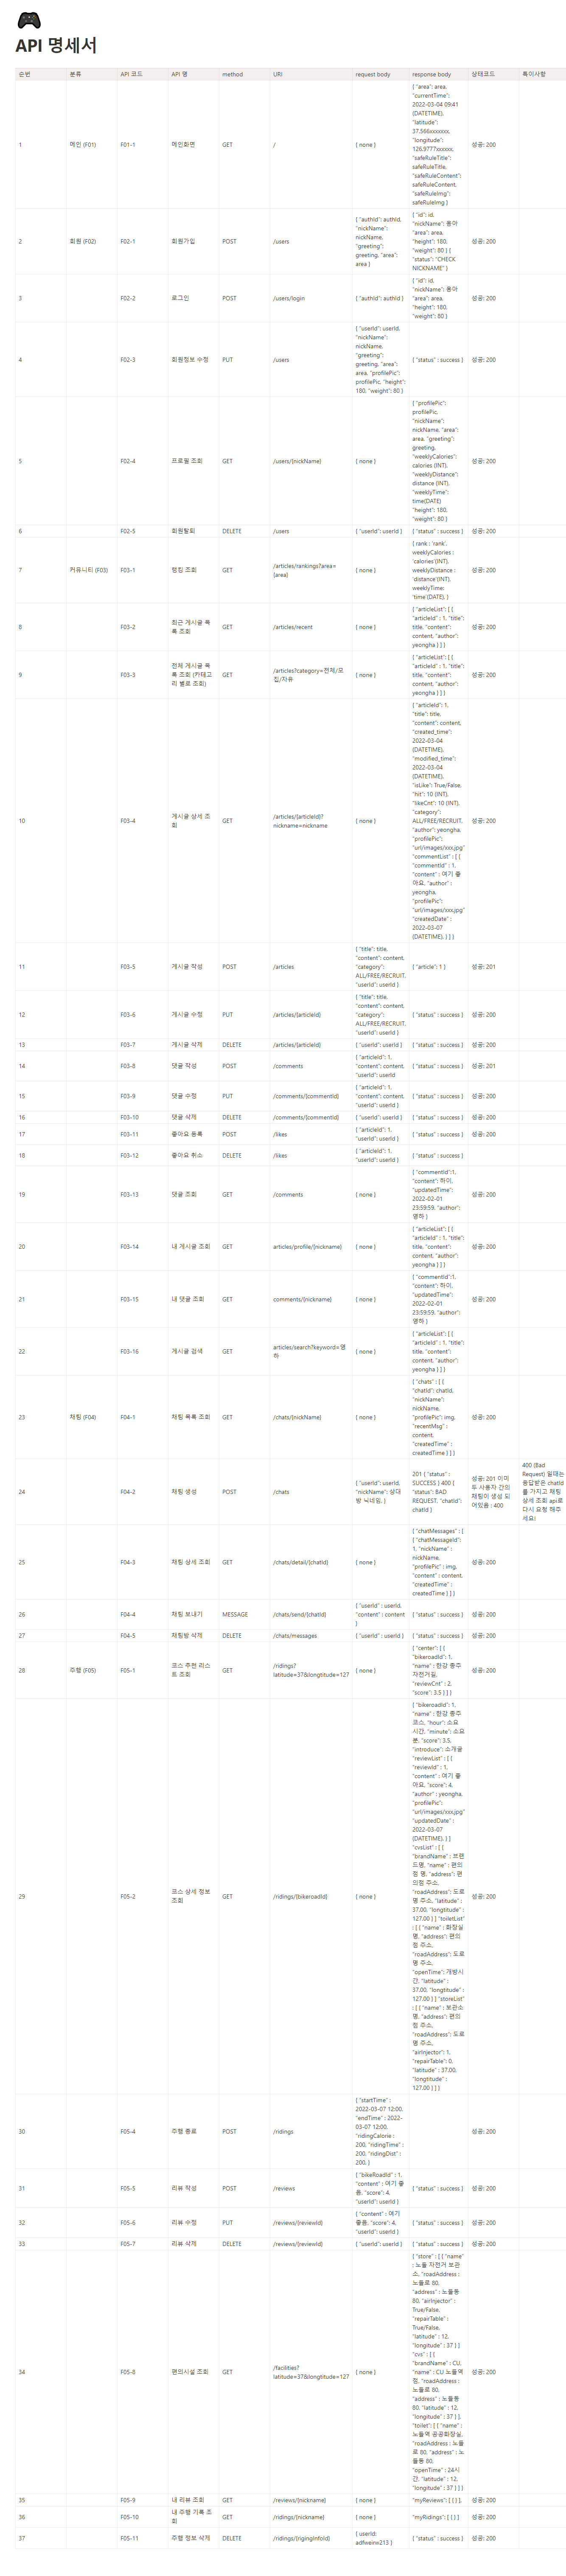 API 명세서
순번 분류 API 코드 API 명 method URI request body response body 상태코드 특이사항
1 메인 (F01) F01-1 메인화면 GET / { none } { "area": area, "currentTime": 2022-03-04 09:41 (DATETIME), "latitude": 37.566xxxxxxx, "longitude": 126.9777xxxxxx, "safeRuleTitle": safeRuleTitle, "safeRuleContent": safeRuleContent, "safeRuleImg": safeRuleImg } 성공: 200
2 회원 (F02) F02-1 회원가입 POST /users { "authId": authId, "nickName": nickName, "greeting": greeting, "area": area } { "id": id, "nickName": 동아 "area": area, "height": 180, "weight": 80 } { "status": "CHECK NICKNAME" } 성공: 200
3 F02-2 로그인 POST /users/login { "authId": authId } { "id": id, "nickName": 동아 "area": area, "height": 180, "weight": 80 } 성공: 200
4 F02-3 회원정보 수정 PUT /users { "userId": userId, "nickName": nickName, "greeting": greeting, "area": area, "profilePic": profilePic, "height": 180, "weight": 80 } { "status" : success } 성공: 200
5 F02-4 프로필 조회 GET /users/{nickName} { none } { "profilePic": profilePic, "nickName": nickName, "area": area, "greeting": greeting, "weeklyCalories": calories (INT), "weeklyDistance": distance (INT), "weeklyTime": time(DATE) "height": 180, "weight": 80 } 성공: 200
6 F02-5 회원탈퇴 DELETE /users { "userId": userId } { "status" : success } 성공: 200
7 커뮤니티 (F03) F03-1 랭킹 조회 GET /articles/rankings?area={area} { none } { rank : 'rank', weeklyCalories : 'calories'(INT), weeklyDistance : 'distance'(INT), weeklyTime: 'time'(DATE), } 성공: 200
8 F03-2 최근 게시글 목록 조회 GET /articles/recent { none } { "articleList": [ { "articleId" : 1, "title": title, "content": content, "author": yeongha } ] } 성공: 200
9 F03-3 전체 게시글 목록 조회 (카테고리 별로 조회) GET /articles?category=전체/모집/자유 { none } { "articleList": [ { "articleId" : 1, "title": title, "content": content, "author": yeongha } ] } 성공: 200
10 F03-4 게시글 상세 조회 GET /articles/{articleId}?nickname=nickname { none } { "articleId": 1, "title": title, "content": content, "created_time": 2022-03-04 (DATETIME), "modified_time": 2022-03-04 (DATETIME), "isLike": True/False, "hit": 10 (INT), "likeCnt": 10 (INT), "category": ALL/FREE/RECRUIT, "author": yeongha, "profilePic": "url/images/xxx.jpg" "commentList" : [ { "commentId" : 1, "content" : 여기 좋아요, "author" : yeongha, "profilePic": "url/images/xxx.jpg" "createdDate" : 2022-03-07 (DATETIME), } ] } 성공: 200
11 F03-5 게시글 작성 POST /articles { "title": title, "content": content, "category": ALL/FREE/RECRUIT, "userId": userId } { "article": 1 } 성공: 201
12 F03-6 게시글 수정 PUT /articles/{articleId} { "title": title, "content": content, "category": ALL/FREE/RECRUIT, "userId": userId } { "status" : success } 성공: 200
13 F03-7 게시글 삭제 DELETE /articles/{articleId} { "userId": userId } { "status" : success } 성공: 200
14 F03-8 댓글 작성 POST /comments { "articleId": 1, "content": content, "userId": userId { "status" : success } 성공: 201
15 F03-9 댓글 수정 PUT /comments/{commentId} { "articleId": 1, "content": content, "userId": userId } { "status" : success } 성공: 200
16 F03-10 댓글 삭제 DELETE /comments/{commentId} { "userId": userId } { "status" : success } 성공: 200
17 F03-11 좋아요 등록 POST /likes { "articleId": 1, "userId": userId } { "status" : success } 성공: 200
18 F03-12 좋아요 취소 DELETE /likes { "articleId": 1, "userId": userId } { "status" : success }
19 F03-13 댓글 조회 GET /comments { none } { "commentId":1, "content": 하이, "updatedTime": 2022-02-01 23:59:59, "author": 영하 } 성공: 200
20 F03-14 내 게시글 조회 GET articles/profile/{nickname} { none } { "articleList": [ { "articleId" : 1, "title": title, "content": content, "author": yeongha } ] } 성공: 200
21 F03-15 내 댓글 조회 GET comments/{nickname} { none } { "commentId":1, "content": 하이, "updatedTime": 2022-02-01 23:59:59, "author": 영하 } 성공: 200
22 F03-16 게시글 검색 GET articles/search?keyword=영하 { none } { "articleList": [ { "articleId" : 1, "title": title, "content": content, "author": yeongha } ] } 성공: 200
23 채팅 (F04) F04-1 채팅 목록 조회 GET /chats/{nickName} { none } { "chats" : [ { "chatId": chatId, "nickName": nickName, "profilePic": img, "recentMsg" : content, "createdTime" : createdTime } ] } 성공: 200
24 F04-2 채팅 생성 POST /chats { "userId": userId, "nickName": 상대방 닉네임, } 201 { "status" : SUCCESS } 400 { "status": BAD REQUEST, "chatId": chatId } 성공: 201 이미 두 사용자 간의 채팅이 생성 되어있음 : 400 400 (Bad Request) 일때는 응답받은 chatId를 가지고 채팅 상세 조회 api로 다시 요청 해주세요!
25 F04-3 채팅 상세 조회 GET /chats/detail/{chatId} { none } { "chatMessages" : [ { "chatMessageId": 1, "nickName" : nickName, "profilePic" : img, "content" : content, "createdTime" : createdTime } ] } 성공: 200
26 F04-4 채팅 보내기 MESSAGE /chats/send/{chatId} { "userId" : userId, "content" : content } { "status" : success } 성공: 200
27 F04-5 채팅방 삭제 DELETE /chats/messages { "userId" : userId } { "status" : success } 성공: 200
28 주행 (F05) F05-1 코스 추천 리스트 조회 GET /ridings?latitude=37&longtitude=127 { none } { "center": [ { "bikeroadId": 1, "name" : 한강 종주 자전거길, "reviewCnt" : 2, "score": 3.5 } ] } 성공: 200
29 F05-2 코스 상세 정보 조회 GET /ridings/{bikeroadId} { none } { "bikeroadId": 1, "name" : 한강 종주 코스, "hour": 소요 시간, "minute": 소요 분, "score": 3.5, "introduce": 소개글 "reviewList" : [ { "reviewId" : 1, "content" : 여기 좋아요, "score": 4, "author" : yeongha, "profilePic": "url/images/xxx.jpg" "updatedDate" : 2022-03-07 (DATETIME), } ] "cvsList" : [ { "brandName" : 브랜드명, "name" : 편의점 명, "address": 편의점 주소, "roadAddress": 도로명 주소, "latitude" : 37.00, "longtitude" : 127.00 } ] "toiletList" : [ { "name" : 화장실 명, "address": 편의점 주소, "roadAddress": 도로명 주소, "openTime": 개방시간, "latitude" : 37.00, "longtitude" : 127.00 } ] "storeList" : [ { "name" : 보관소 명, "address": 편의점 주소, "roadAddress": 도로명 주소, "airInjector": 1, "repairTable": 0, "latitude" : 37.00, "longtitude" : 127.00 } ] } 성공: 200
30 F05-4 주행 종료 POST /ridings { "startTime" : 2022-03-07 12:00, "endTime" : 2022-03-07 12:00, "ridingCalorie : 200, "ridingTime" : 200, "ridingDist" : 200, } 성공: 200
31 F05-5 리뷰 작성 POST /reviews { "bikeRoadId" : 1, "content" : 여기 좋음, "score": 4, "userId": userId } { "status" : success } 성공: 200
32 F05-6 리뷰 수정 PUT /reviews/{reviewId} { "content" : 여기 좋음, "score": 4, "userId": userId } { "status" : success } 성공: 200
33 F05-7 리뷰 삭제 DELETE /reviews/{reviewId} { "userId": userId } { "status" : success } 성공: 200
34 F05-8 편의시설 조회 GET /facilities?latitude=37&longtitude=127 { none } { "store" : [ { "name" : 노들 자전거 보관소, "roadAddress : 노들로 80, "address" : 노들동 80, "airInjector" : True/False, "repairTable" : True/False, "latitude" : 12, "longitude" : 37 } ] "cvs" : [ { "brandName" : CU, "name" : CU 노들역점, "roadAddress : 노들로 80, "address" : 노들동 80, "latitude" : 12, "longitude" : 37 } ], "toilet": [ { "name" : 노들역 공공화장실, "roadAddress : 노들로 80, "address" : 노들동 80, "openTime" : 24시간, "latitude" : 12, "longitude" : 37 } ] } 성공: 200
35 F05-9 내 리뷰 조회 GET /reviews/{nickname} { none } "myReviews": [ { } ], 성공: 200
36 F05-10 내 주행 기록 조회 GET /ridings/{nickname} { none } "myRidings": [ { } ] 성공: 200
37 F05-11 주행 정보 삭제 DELETE /ridings/{rigingInfoId} { userId: adfweirw213 } { "status" : success } 성공: 200